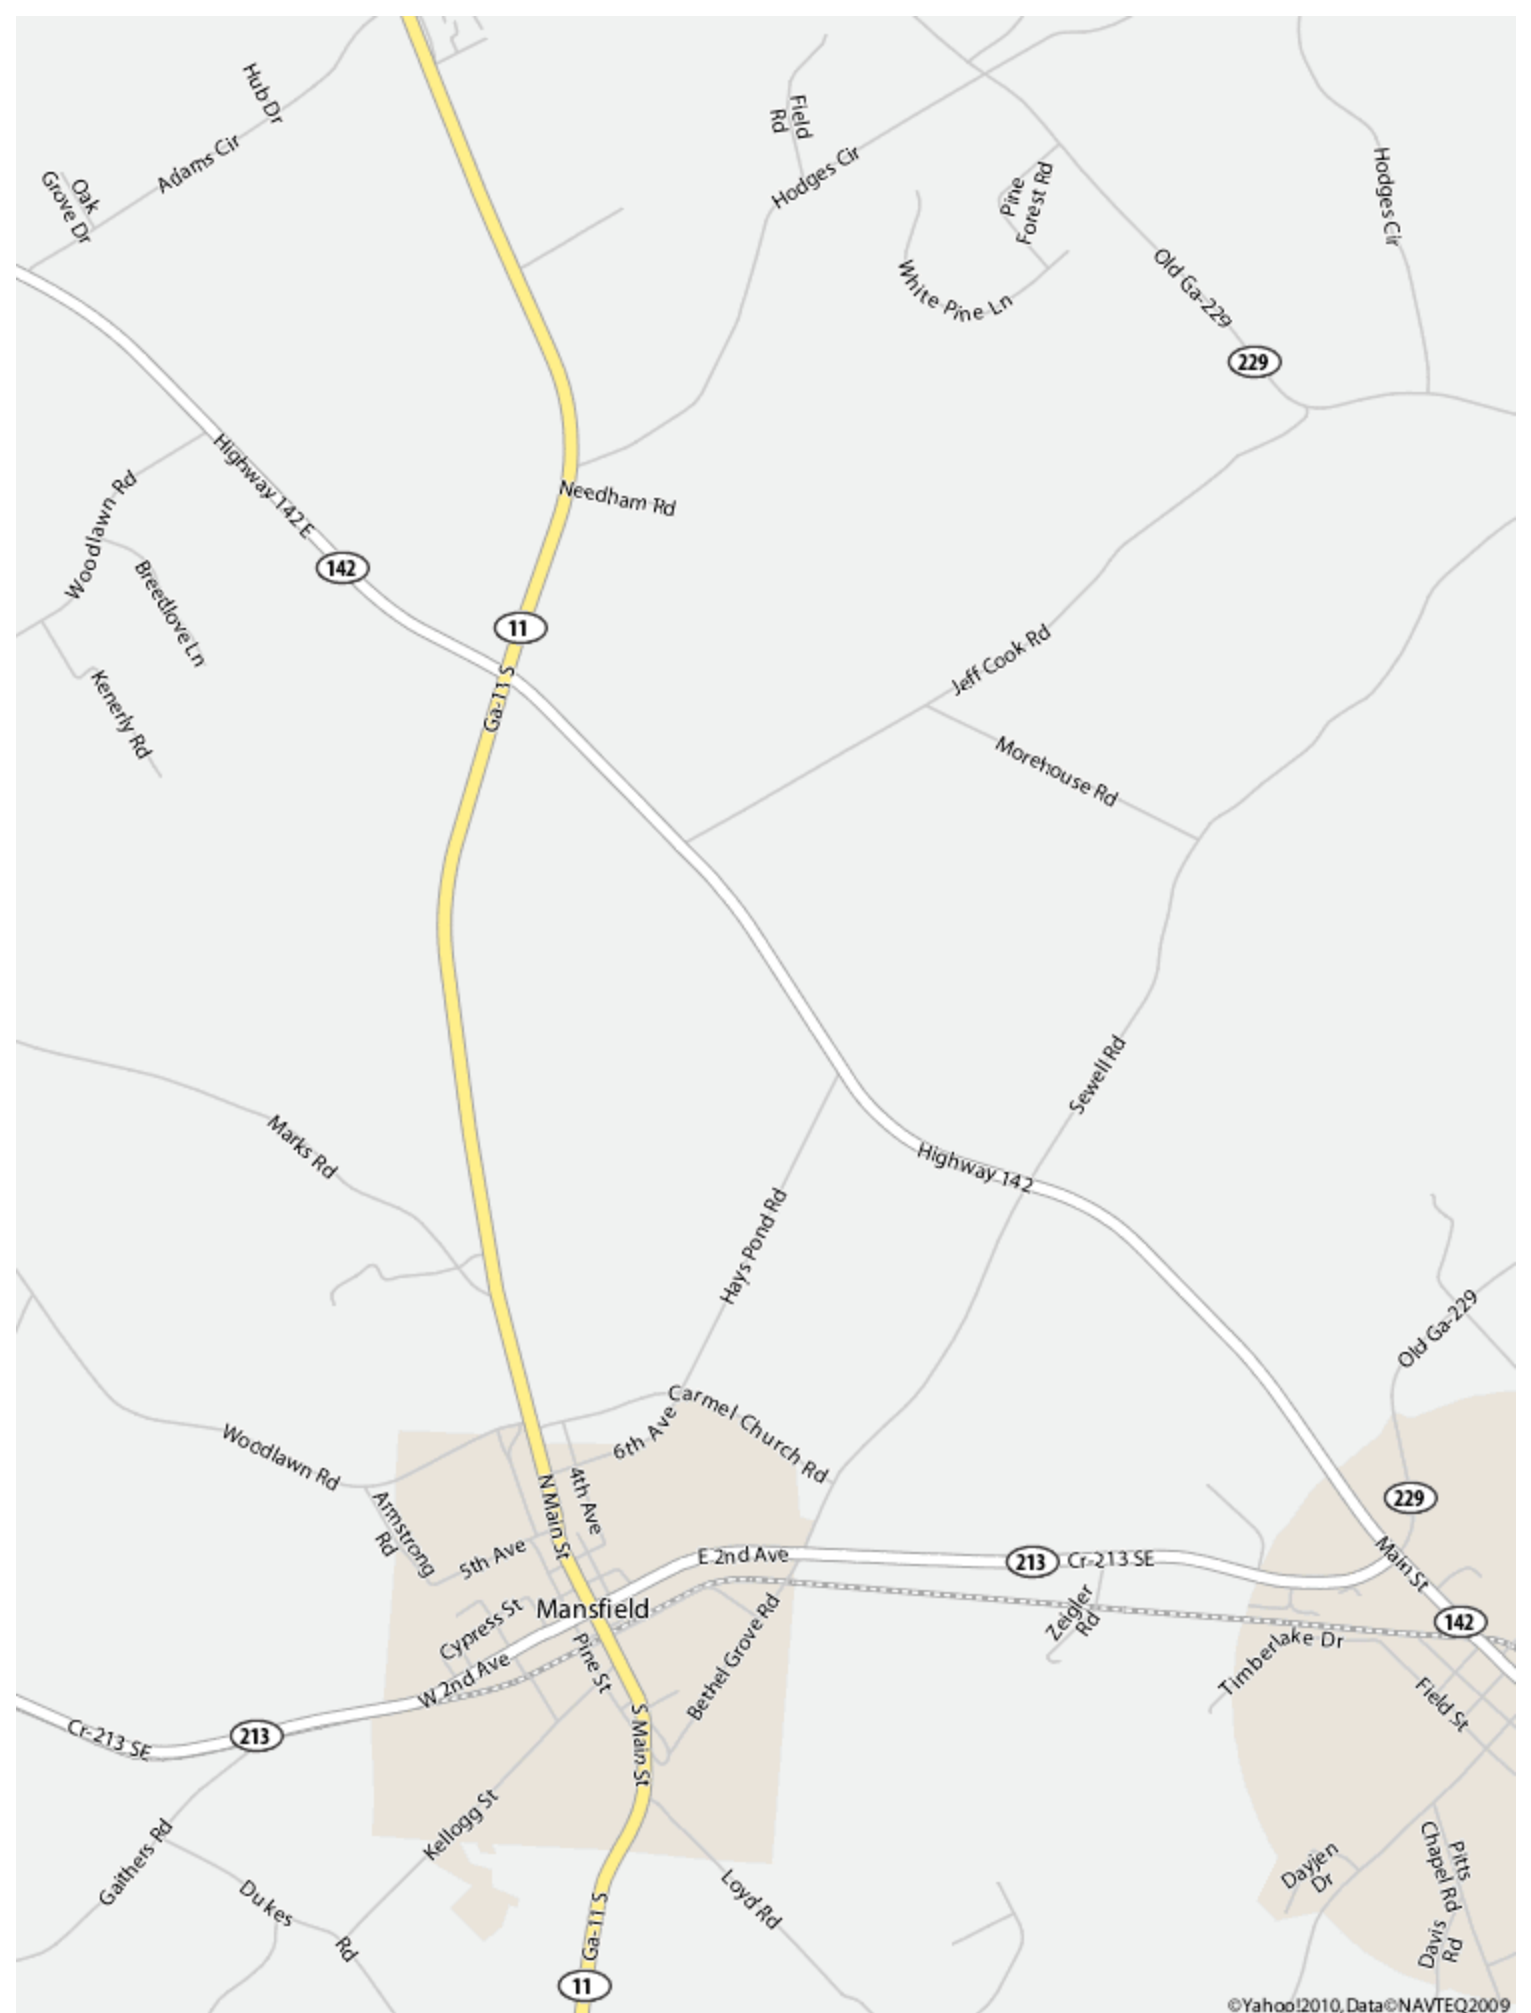 Hub Dr
Adams Cir
Oak
Grove Dr
Field
Rd
Hodges Cir
Pine
Forest Rd
White Pine Ln
Old Ga-229
Hodges Cir
229
Highway 142 E
Woodlawn Rd
Needham Rd
142
Breedlove Ln
11
Jeff Cook Rd
Ga-11 S
Kenerly Rd
Morehouse Rd
Sewell Rd
Marks Rd
Highway 142
Hays Pond Rd
Old Ga-229
Carmel Church Rd
6th Ave
Woodlawn Rd
4th Ave
N Main St
Armstrong
Rd
5th Ave
229
E 2nd Ave
213
Cr-213 SE
Main St
Mansfield
Cypress St
Zeigler
Rd
142
Bethel Grove Rd
Pine St
W 2nd Ave
Timberlake Dr
Field St
S Main St
Cr-213 SE
213
Kellogg St
Gaithers Rd
Dukes
Rd
Loyd Rd
Dayjen
Dr
Pitts
Chapel Rd
Davis
Rd
Ga-11 S
11
©Yahoo!2010, Data©NAVTEQ2009